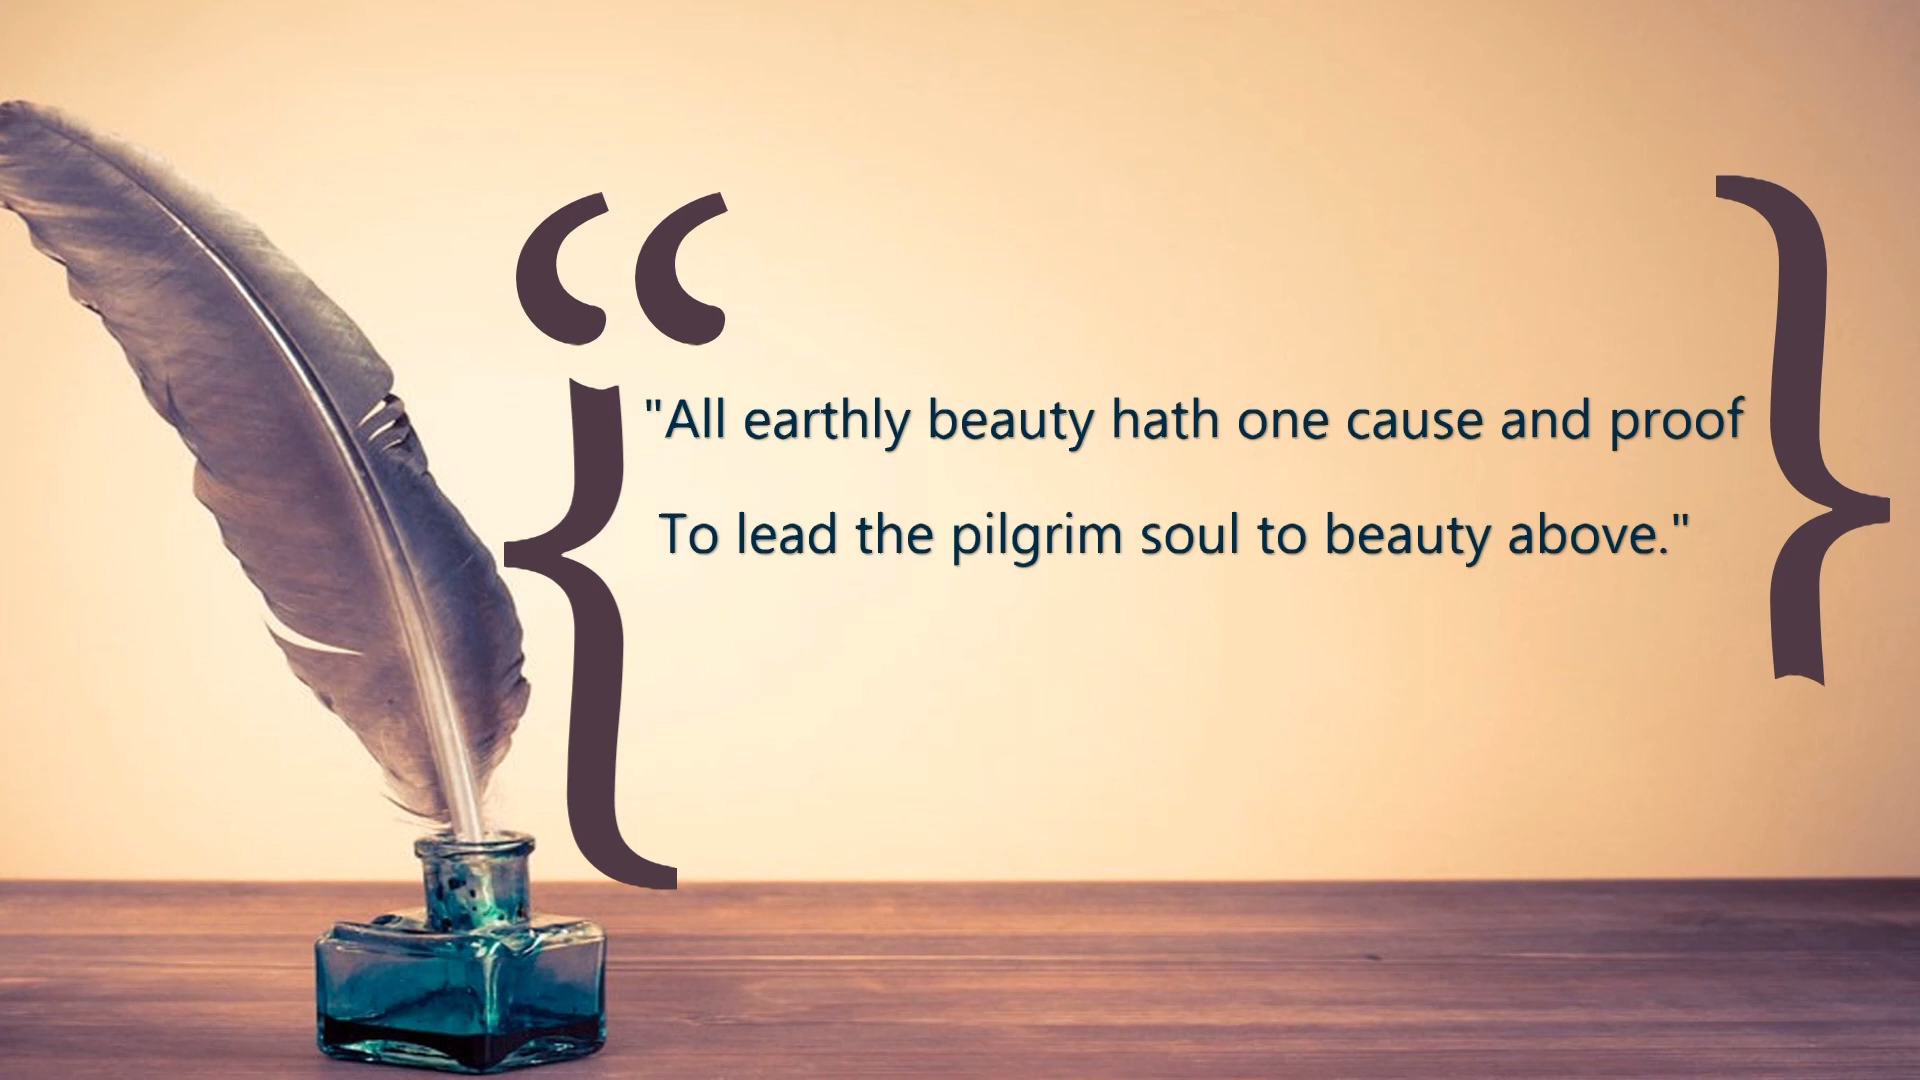 "All earthly beauty hath one cause and proof
To lead the pilgrim soul to beauty above."